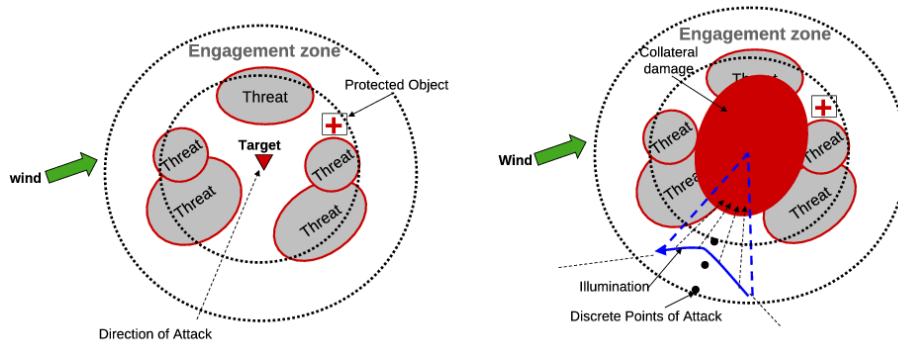 Engagement zone
Protected Object
Threat
Target
Threat
Threat
Threat
Threat
wind
Direction of Attack
Engagement zone
Collateral
damage
Threat
Threat
Threat
Threat
Threat
Wind
Illumination
Discrete Points of Attack